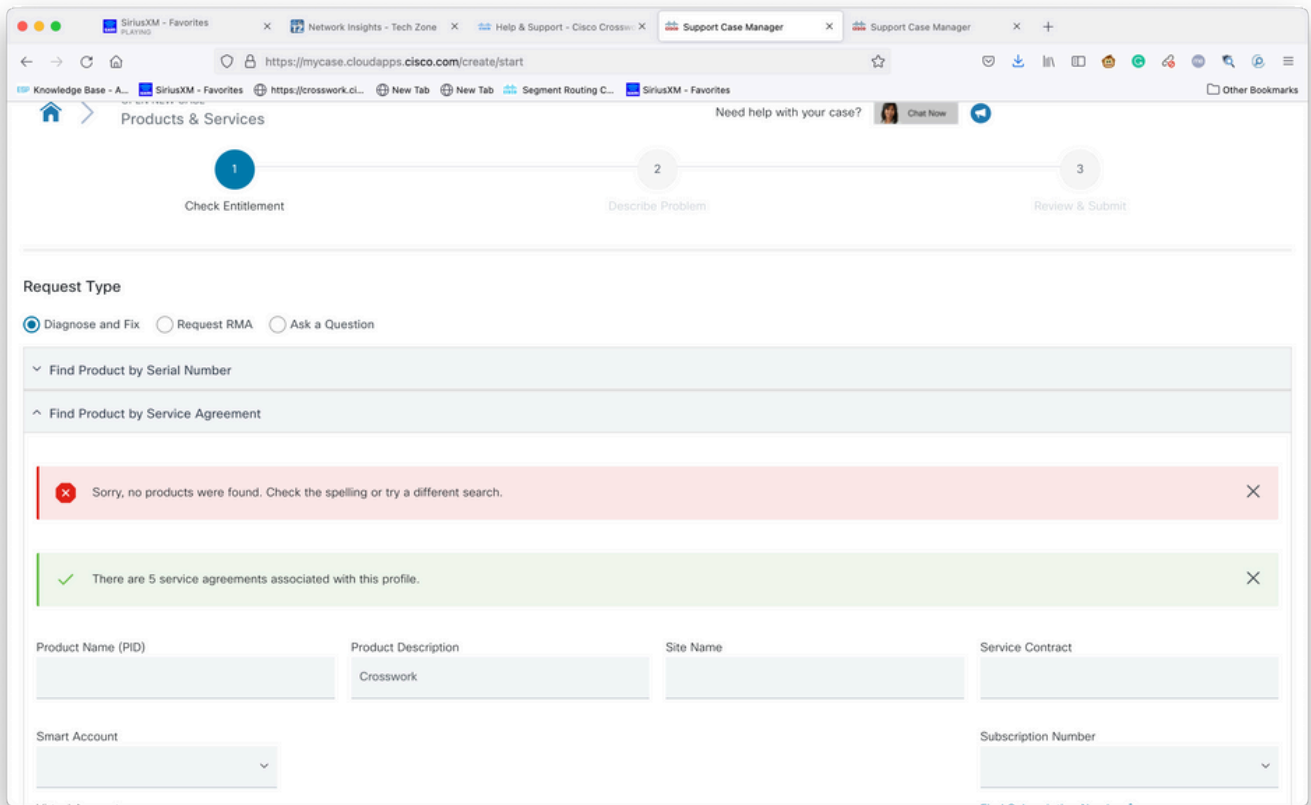 SiriusXM - Favorites
PLAYING
Network Insights - Tech Zone
Help & Support - Cisco Crosswo
Support Case Manager
Support Case Manager
https://mycase.cloudapps.cisco.com/create/start
Knowledge Base - A...
SiriusXM - Favorites
https://crosswork.ci...
New Tab
New Tab
Segment Routing C...
SiriusXM - Favorites
Other Bookmarks
OPEN NEW CASE
Products & Services
Need help with your case?
Chat Now
1
2
3
Check Entitlement
Describe Problem
Review & Submit
Request Type
Diagnose and Fix
Request RMA
Ask a Question
Find Product by Serial Number
Find Product by Service Agreement
Sorry, no products were found. Check the spelling or try a different search.
There are 5 service agreements associated with this profile.
Product Name (PID)
Product Description
Site Name
Service Contract
Crosswork
Smart Account
Subscription Number